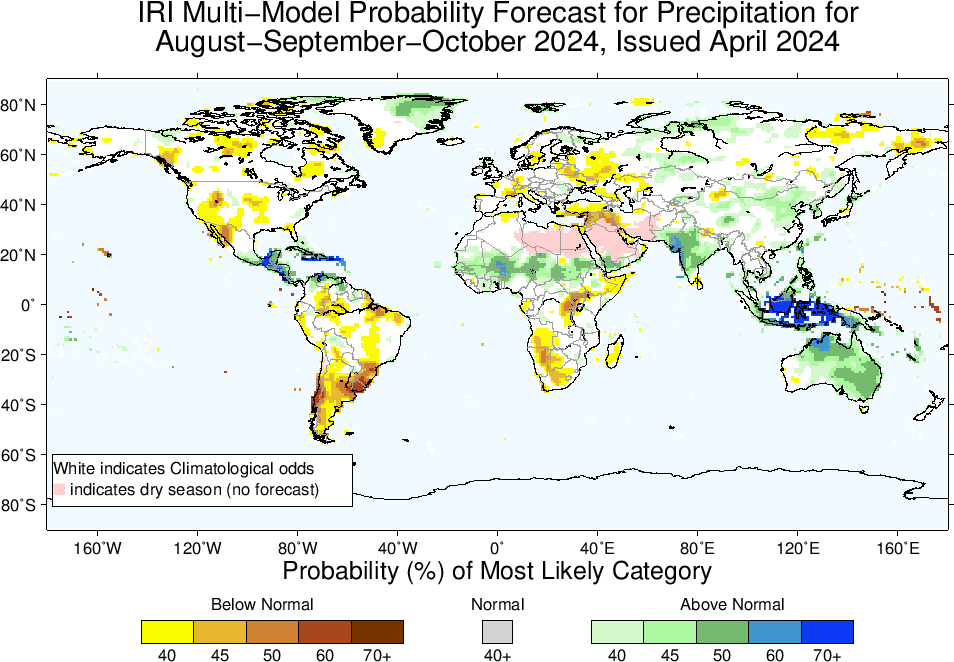 IRI Multi−Model Probability Forecast for Precipitation for
August−September−October 2024, Issued April 2024
80˚N
60˚N
40˚N
20˚N
0˚
20˚S
40˚S
60˚S
80˚S
White indicates Climatological odds
indicates dry season (no forecast)
160˚W 120˚W 80˚W 40˚W 0˚ 40˚E 80˚E 120˚E 160˚E
Probability (%) of Most Likely Category
Below Normal Normal Above Normal
40 45 50 60 70+ 40+ 40 45 50 60 70+